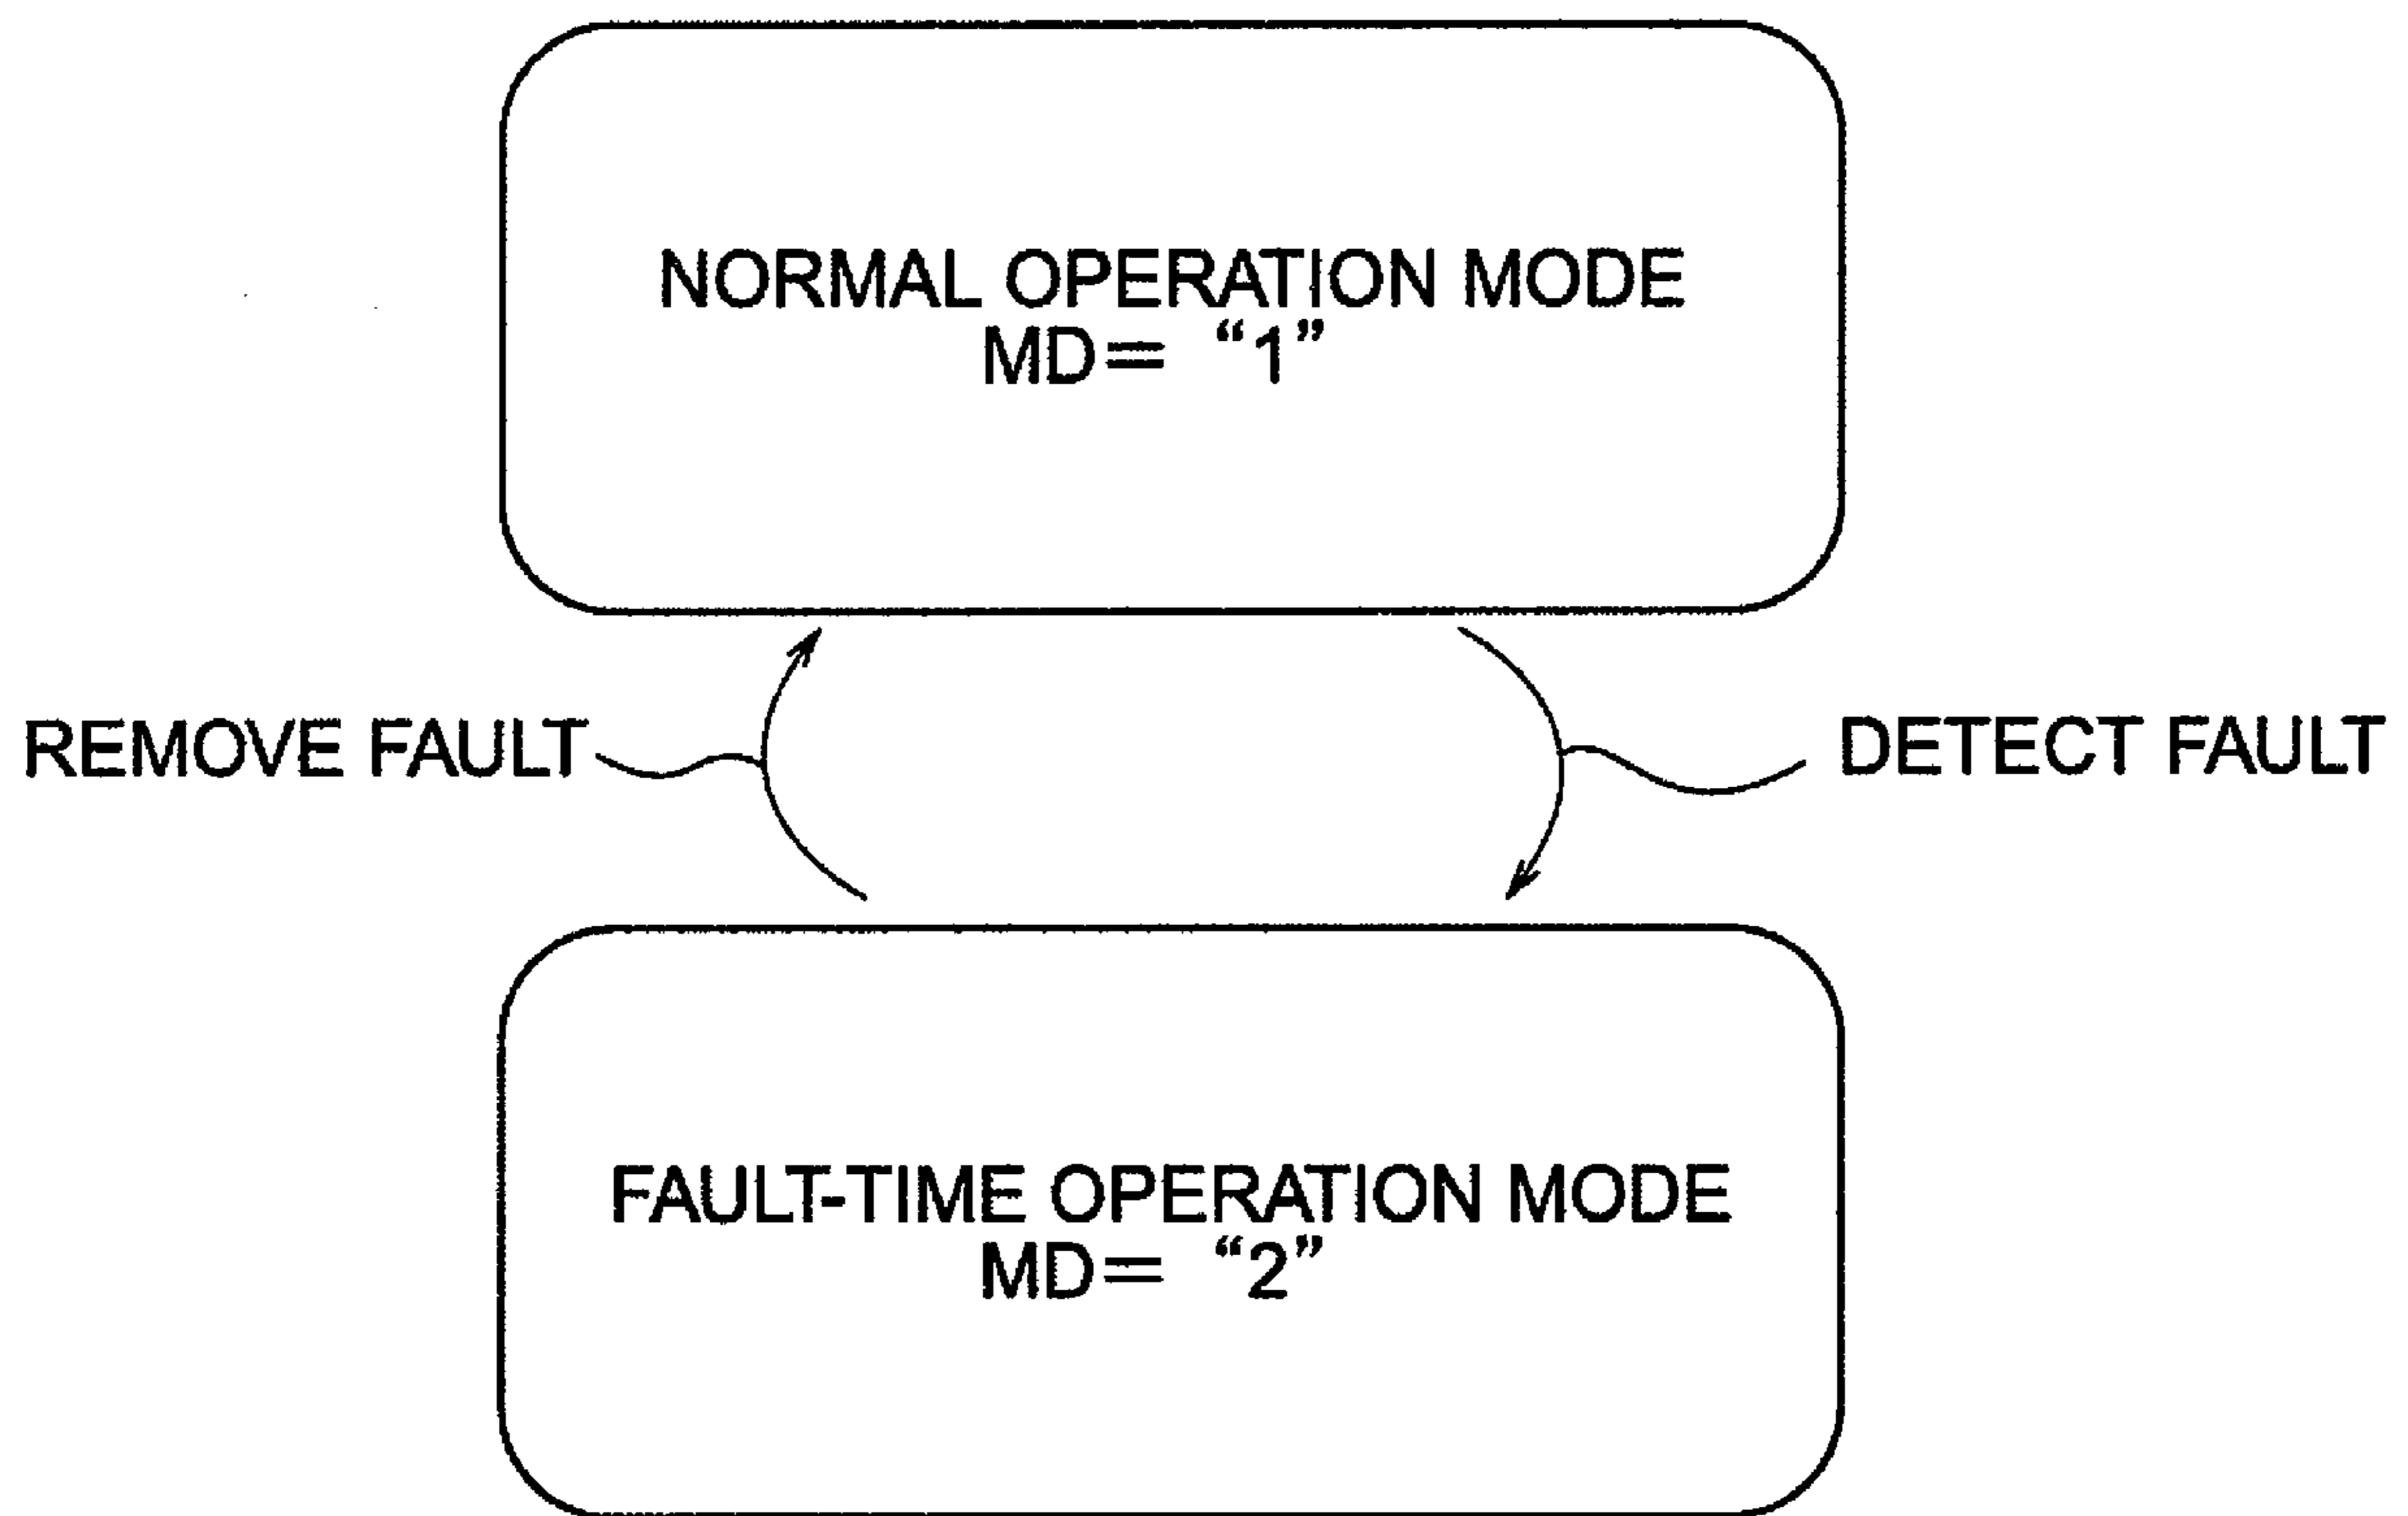 NORMAL OPERATION MODE
MD= “1”
REMOVE FAULT
DETECT FAULT
FAULT-TIME OPERATION MODE
MD= “2”